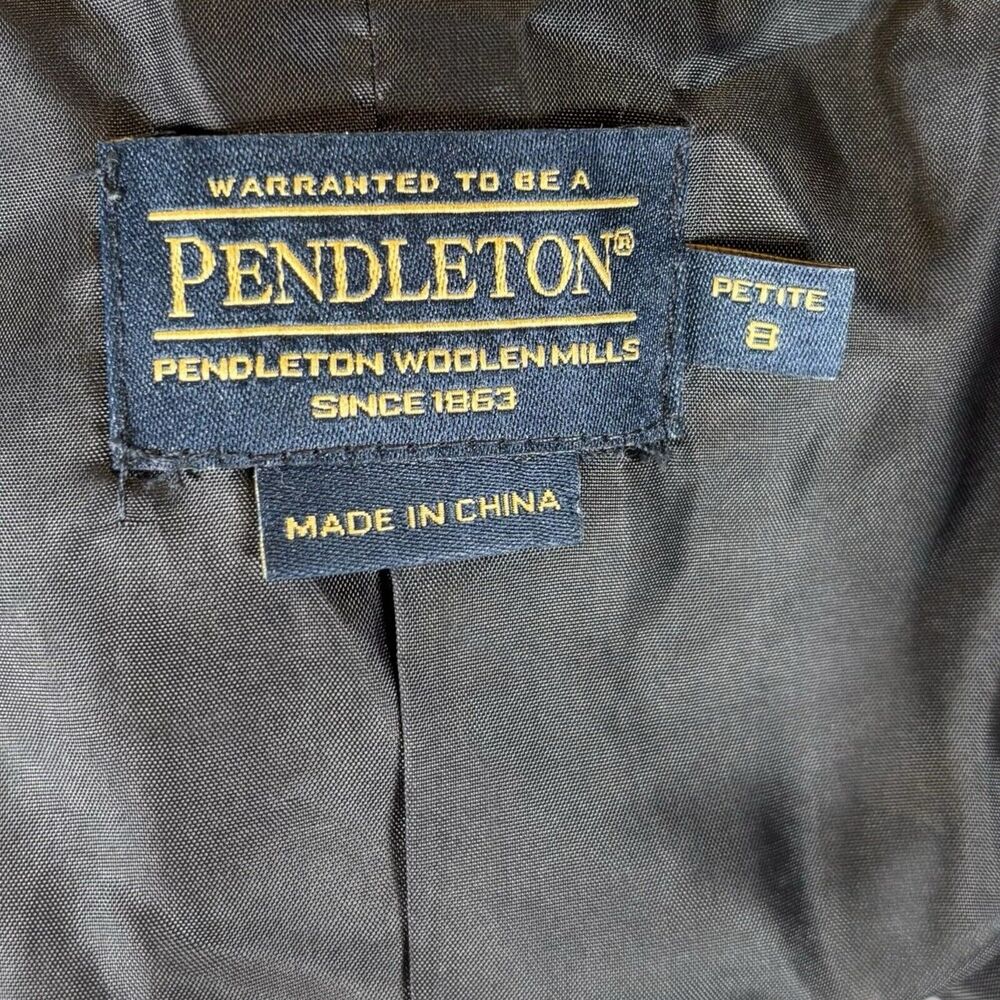 WARRANTED TO BE A
PENDLETON®
PENDLETON WOOLEN MILLS
SINCE 1863
PETITE
8
MADE IN CHINA